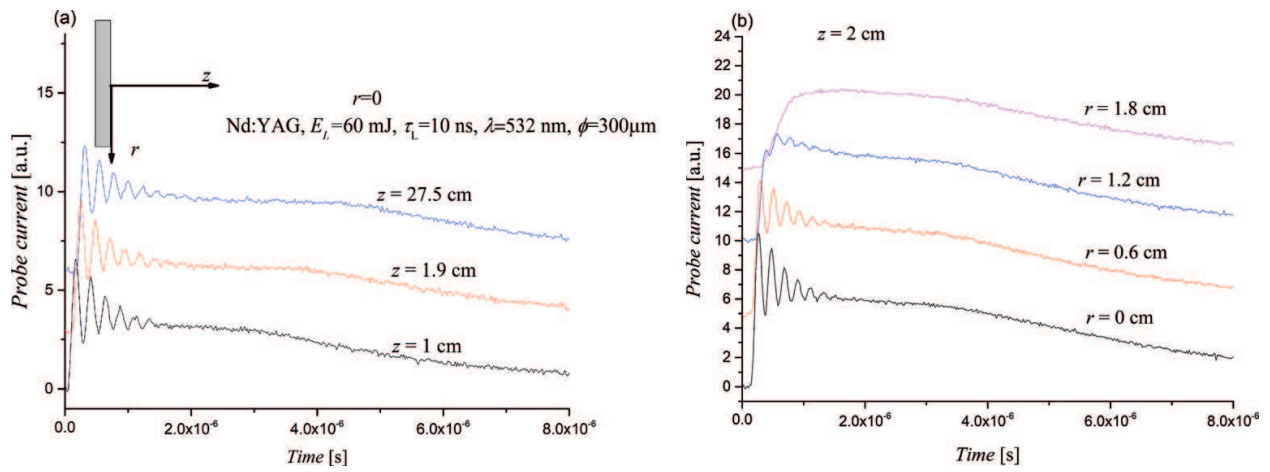 (a)
z
r=0
Nd:YAG, E_L=60 mJ, τ_L=10 ns, λ=532 nm, ϕ=300μm
r
z = 27.5 cm
z = 1.9 cm
z = 1 cm
Probe current [a.u.]
15
10
5
0
0.0 2.0x10⁻⁶ 4.0x10⁻⁶ 6.0x10⁻⁶ 8.0x10⁻⁶
Time [s]
(b)
z = 2 cm
r = 1.8 cm
r = 1.2 cm
r = 0.6 cm
r = 0 cm
Probe current [a.u.]
24
22
20
18
16
14
12
10
8
6
4
2
0
0.0 2.0x10⁻⁶ 4.0x10⁻⁶ 6.0x10⁻⁶ 8.0x10⁻⁶
Time [s]